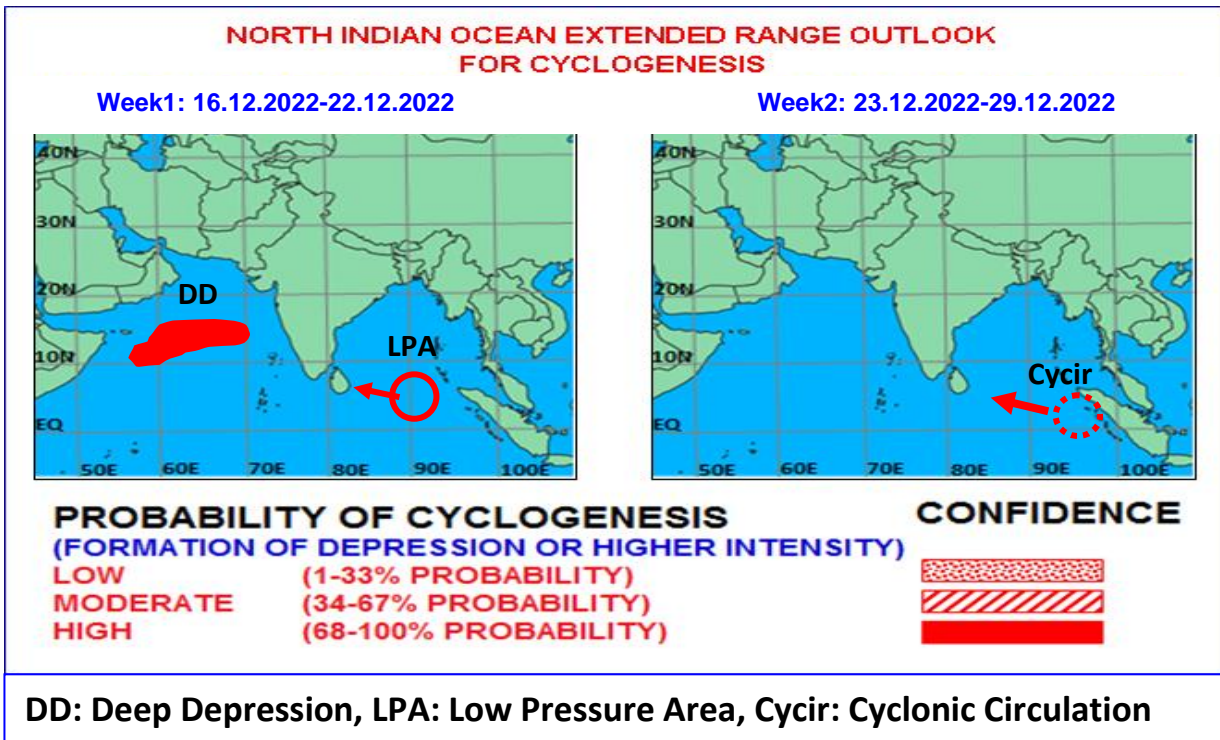 NORTH INDIAN OCEAN EXTENDED RANGE OUTLOOK
FOR CYCLOGENESIS
Week1: 16.12.2022-22.12.2022
40N
30N
20N
10N
EQ
50E 60E 70E 80E 90E 100E
DD
LPA
Week2: 23.12.2022-29.12.2022
40N
30N
20N
10N
EQ
50E 60E 70E 80E 90E 100E
Cycir
PROBABILITY OF CYCLOGENESIS
(FORMATION OF DEPRESSION OR HIGHER INTENSITY)
LOW (1-33% PROBABILITY)
MODERATE (34-67% PROBABILITY)
HIGH (68-100% PROBABILITY)
CONFIDENCE
DD: Deep Depression, LPA: Low Pressure Area, Cycir: Cyclonic Circulation